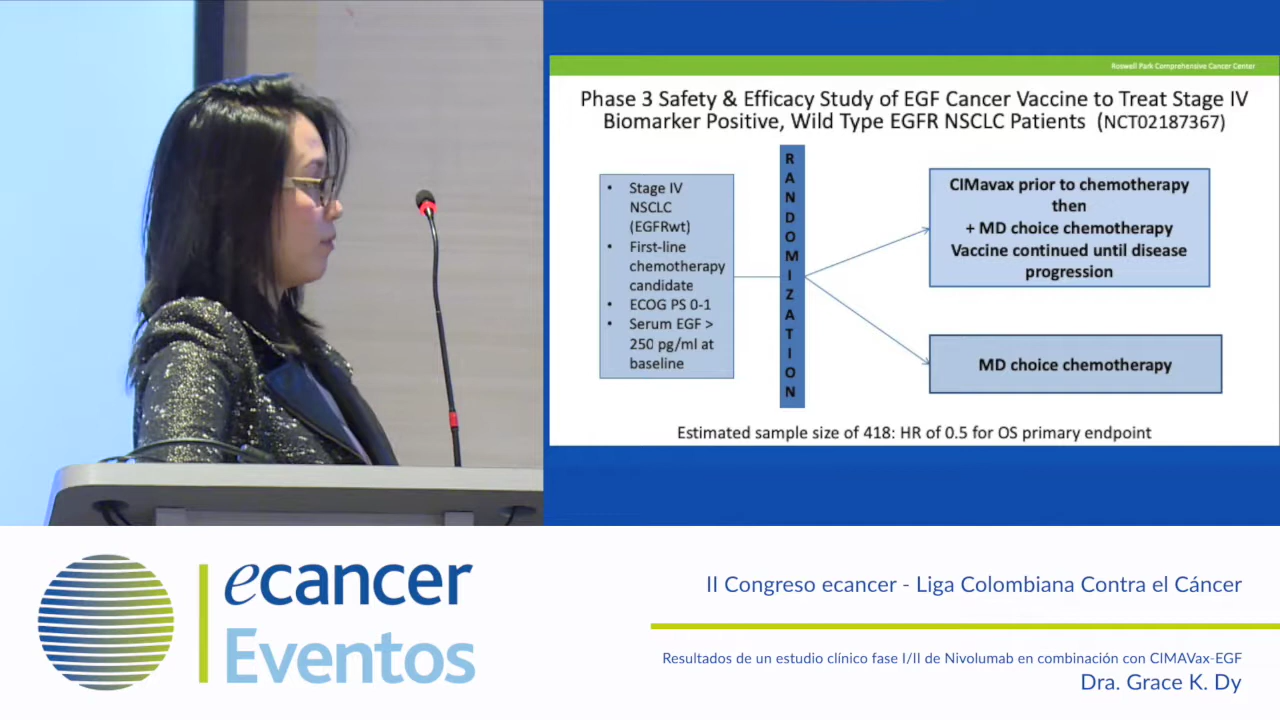 Roswell Park Comprehensive Cancer Center
Phase 3 Safety & Efficacy Study of EGF Cancer Vaccine to Treat Stage IV
Biomarker Positive, Wild Type EGFR NSCLC Patients (NCT02187367)
• Stage IV
NSCLC
(EGFRwt)
• First-line
chemotherapy
candidate
• ECOG PS 0-1
• Serum EGF >
250 pg/ml at
baseline
R
A
N
D
O
M
I
Z
A
T
I
O
N
CIMavax prior to chemotherapy
then
+ MD choice chemotherapy
Vaccine continued until disease
progression
MD choice chemotherapy
Estimated sample size of 418: HR of 0.5 for OS primary endpoint
ecancer
Eventos
II Congreso ecancer - Liga Colombiana Contra el Cáncer
Resultados de un estudio clínico fase I/II de Nivolumab en combinación con CIMAVax-EGF
Dra. Grace K. Dy